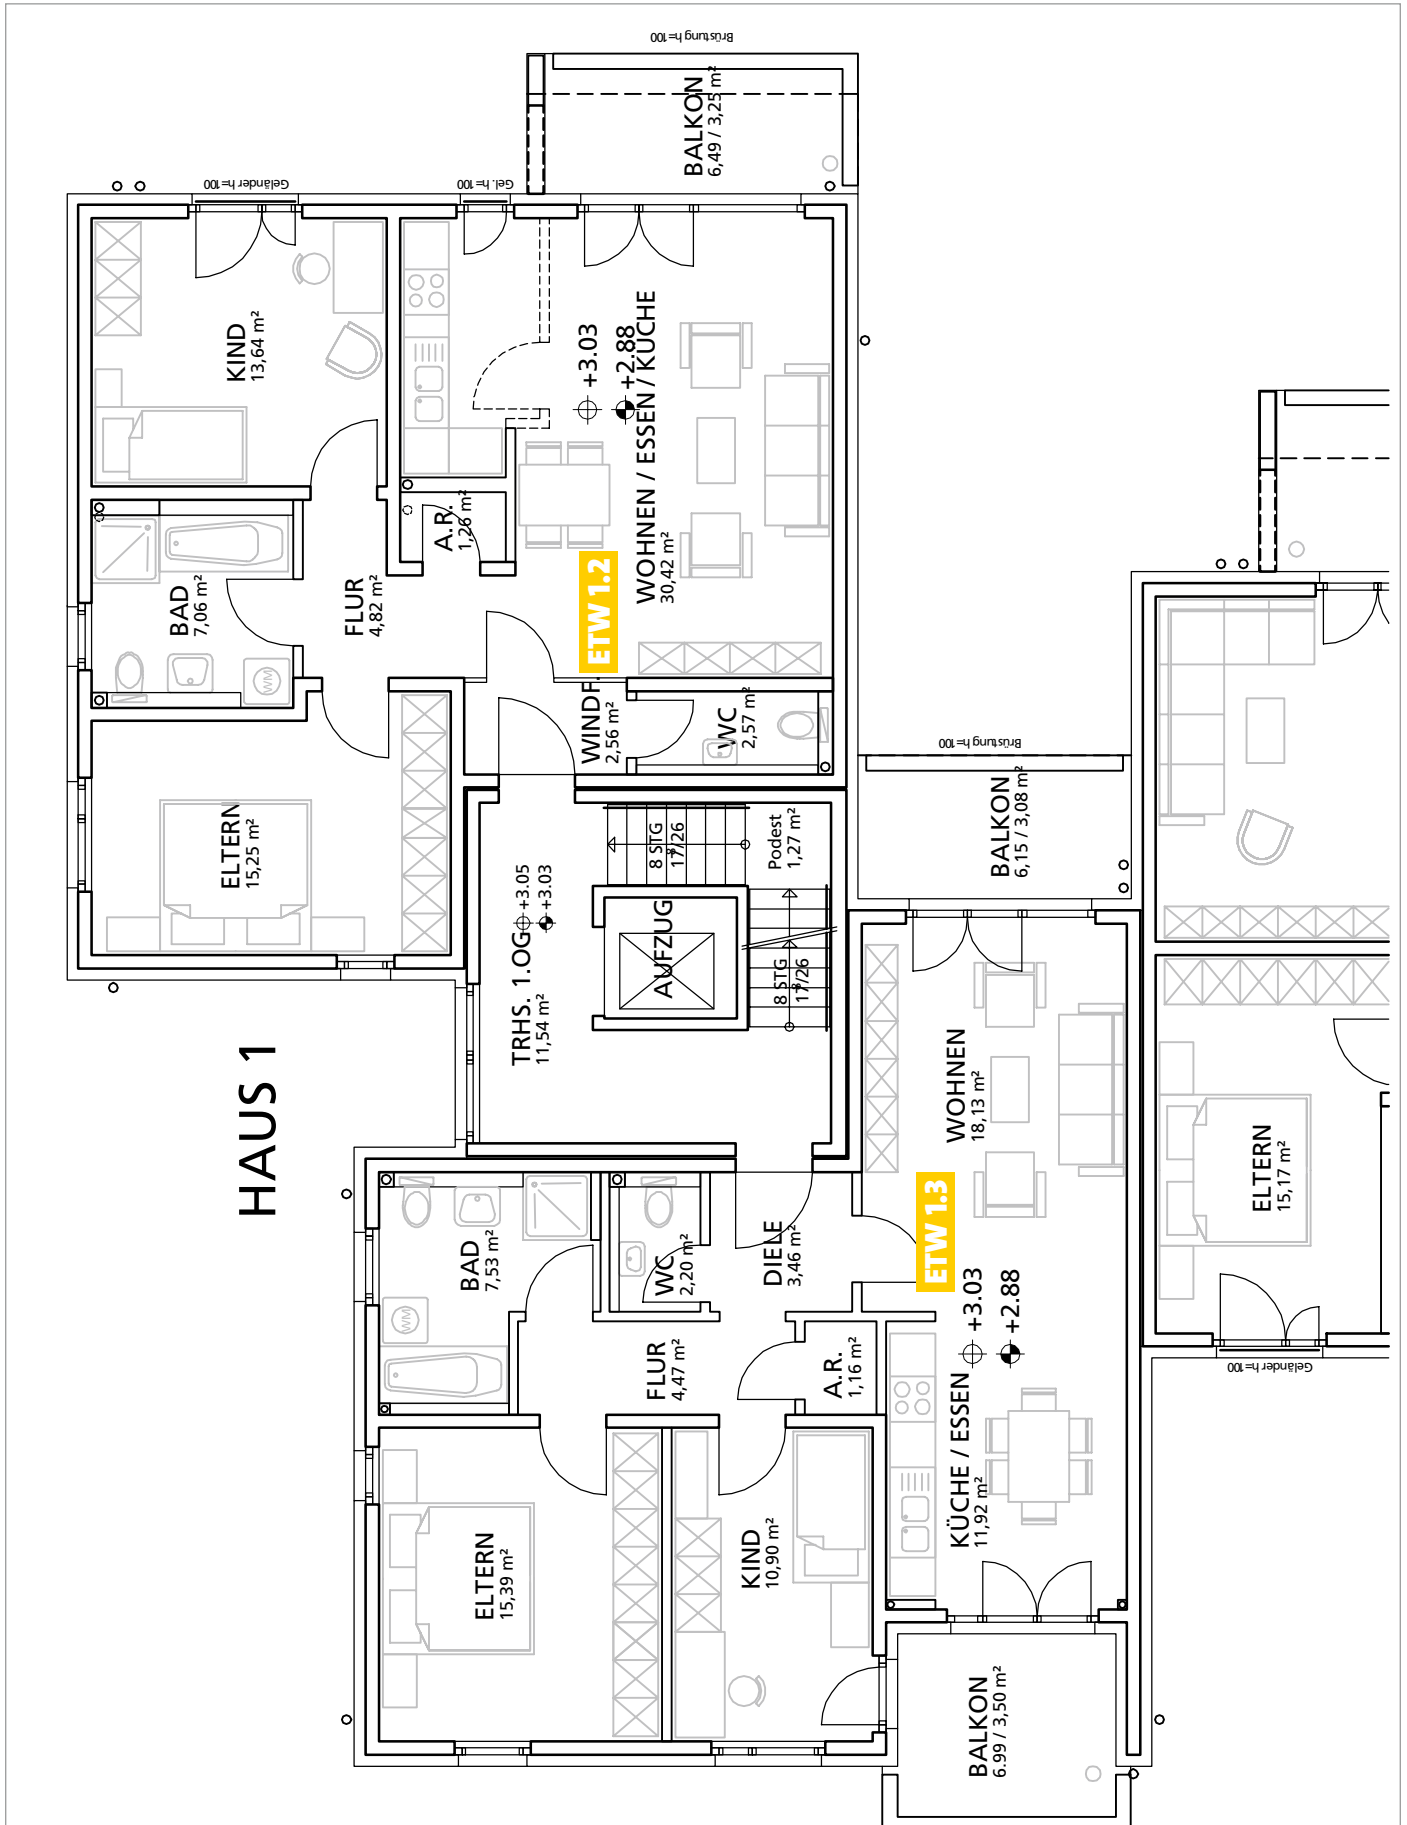 Brüstung h=100
BALKON
6,49 / 3,25 m²
Geländer h=100
Gel. h=100
KIND
13,64 m²
+3.03
+2.88
WOHNEN / ESSEN / KÜCHE
30,42 m²
A.R.
1,26 m²
BAD
7,06 m²
WM
FLUR
4,82 m²
ETW 1.2
WINDF.
2,56 m²
WC
2,57 m²
ELTERN
15,25 m²
Brüstung h=100
BALKON
6,15 / 3,08 m²
8 STG
17⁸/26
Podest
1,27 m²
+3.05
+3.03
TRHS. 1.OG
11,54 m²
AUFZUG
8 STG
17⁸/26
HAUS 1
WOHNEN
18,13 m²
ETW 1.3
BAD
7,53 m²
WM
WC
2,20 m²
DIELE
3,46 m²
FLUR
4,47 m²
A.R.
1,16 m²
+3.03
+2.88
KÜCHE / ESSEN
11,92 m²
ELTERN
15,17 m²
Geländer h=100
ELTERN
15,39 m²
KIND
10,90 m²
BALKON
6.99 / 3,50 m²